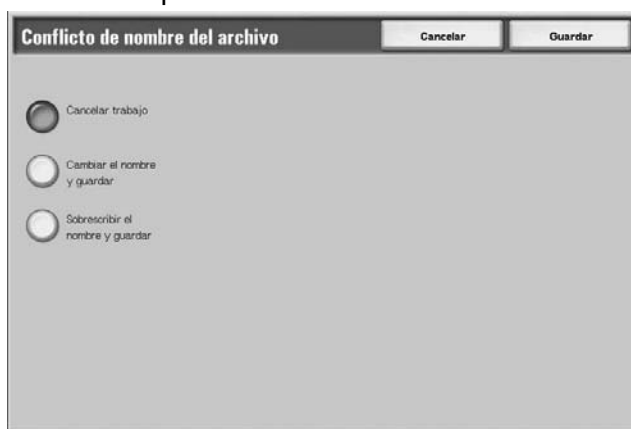 Conflicto de nombre del archivo
Cancelar
Guardar
Cancelar trabajo
Cambiar el nombre
y guardar
Sobrescribir el
nombre y guardar